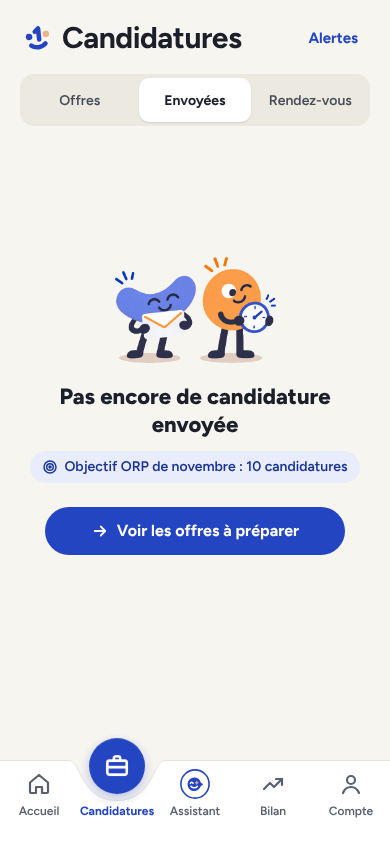 Candidatures
Alertes
Offres
Envoyées
Rendez-vous
Pas encore de candidature
envoyée
Objectif ORP de novembre : 10 candidatures
Voir les offres à préparer
Accueil
Candidatures
Assistant
Bilan
Compte